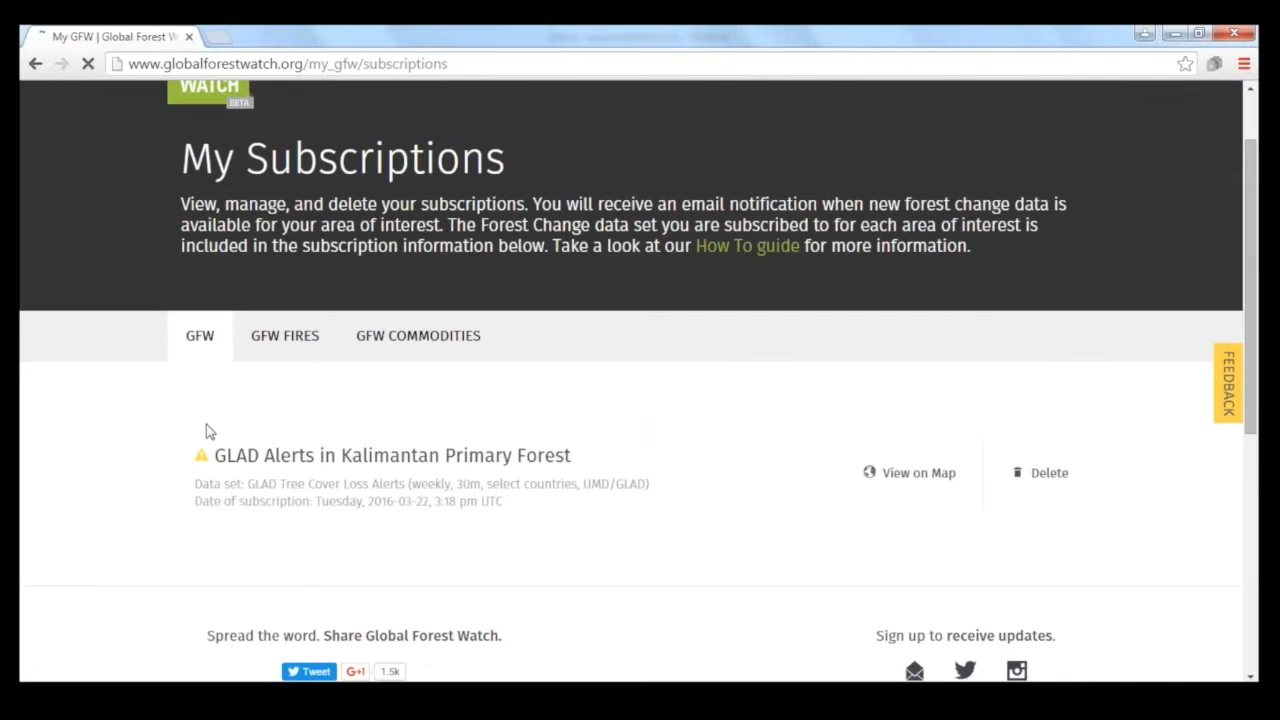 My GFW | Global Forest W
www.globalforestwatch.org/my_gfw/subscriptions
WATCH
BETA
My Subscriptions
View, manage, and delete your subscriptions. You will receive an email notification when new forest change data is
available for your area of interest. The Forest Change data set you are subscribed to for each area of interest is
included in the subscription information below. Take a look at our How To guide for more information.
GFW GFW FIRES GFW COMMODITIES
FEEDBACK
GLAD Alerts in Kalimantan Primary Forest
Data set: GLAD Tree Cover Loss Alerts (weekly, 30m, select countries, UMD/GLAD)
Date of subscription: Tuesday, 2016-03-22, 3:18 pm UTC
View on Map Delete
Spread the word. Share Global Forest Watch.
Tweet G+1 1.5k
Sign up to receive updates.